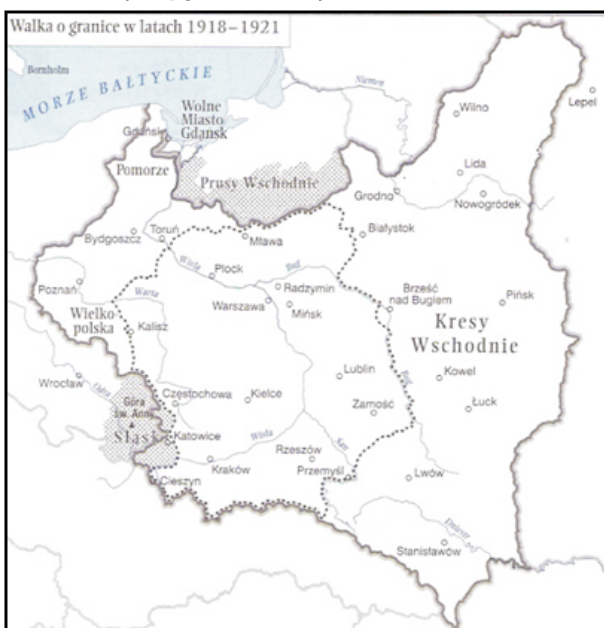 Walka o granice w latach 1918–1921
Bornholm
MORZE BAŁTYCKIE
Niemen
Wilno
Lepel
Wolne
Miasto
Gdańsk
Gdańsk
Pomorze
Lida
Prusy Wschodnie
Grodno
Nowogródek
Bydgoszcz
Toruń
Mława
Białystok
Wisła
Płock
Bug
Radzymin
Poznań
Warta
Warszawa
Mińsk
Brześć
nad Bugiem
Pińsk
Wielko-
polska
Kalisz
Kresy
Wschodnie
Wrocław
Odra
Lublin
Kowel
Bug
Częstochowa
Kielce
Góra
św. Anny
Zamość
Łuck
Śląsk
Katowice
Wisła
San
Kraków
Rzeszów
Przemyśl
Lwów
Cieszyn
Dniestr
Stanisławów